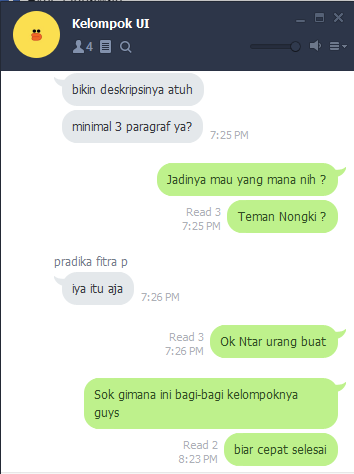 Kelompok UI
4
bikin deskripsinya atuh
minimal 3 paragraf ya?
7:25 PM
Jadinya mau yang mana nih ?
Read 3
7:25 PM
Teman Nongki ?
pradika fitra p
iya itu aja
7:26 PM
Read 3
7:26 PM
Ok Ntar urang buat
Sok gimana ini bagi-bagi kelompoknya
guys
Read 2
8:23 PM
biar cepat selesai